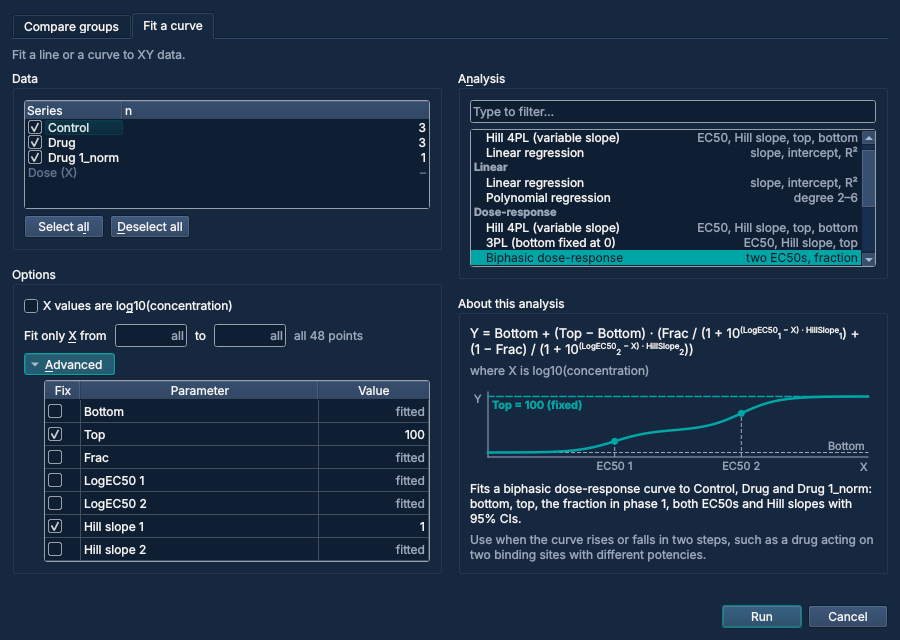 Compare groups
Fit a curve
Fit a line or a curve to XY data.
Data
Series n
Control 3
Drug 3
Drug 1_norm 1
Dose (X) –
Select all
Deselect all
Options
X values are log10(concentration)
Fit only X from all to all all 48 points
Advanced
Fix Parameter Value
Bottom fitted
Top 100
Frac fitted
LogEC50 1 fitted
LogEC50 2 fitted
Hill slope 1 1
Hill slope 2 fitted
Analysis
Type to filter...
Hill 4PL (variable slope) EC50, Hill slope, top, bottom
Linear regression slope, intercept, R²
Linear
Linear regression slope, intercept, R²
Polynomial regression degree 2–6
Dose-response
Hill 4PL (variable slope) EC50, Hill slope, top, bottom
3PL (bottom fixed at 0) EC50, Hill slope, top
Biphasic dose-response two EC50s, fraction
About this analysis
Y = Bottom + (Top − Bottom) · (Frac / (1 + 10^(LogEC50₁ − X) · HillSlope₁) +
(1 − Frac) / (1 + 10^(LogEC50₂ − X) · HillSlope₂))
where X is log10(concentration)
Y
Top = 100 (fixed)
Bottom
EC50 1 EC50 2 X
Fits a biphasic dose-response curve to Control, Drug and Drug 1_norm:
bottom, top, the fraction in phase 1, both EC50s and Hill slopes with
95% CIs.
Use when the curve rises or falls in two steps, such as a drug acting on
two binding sites with different potencies.
Run
Cancel